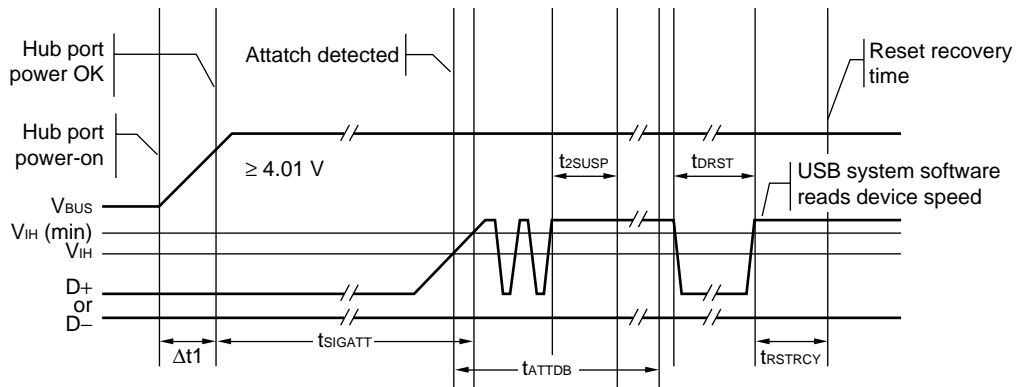 Hub port
power OK
Attatch detected
Reset recovery
time
Hub port
power-on
≥ 4.01 V
t2SUSP
tDRST
USB system software
reads device speed
VBUS
VIH (min)
VIH
D+
or
D−
Δt1
tSIGATT
tATTDB
tRSTRCY